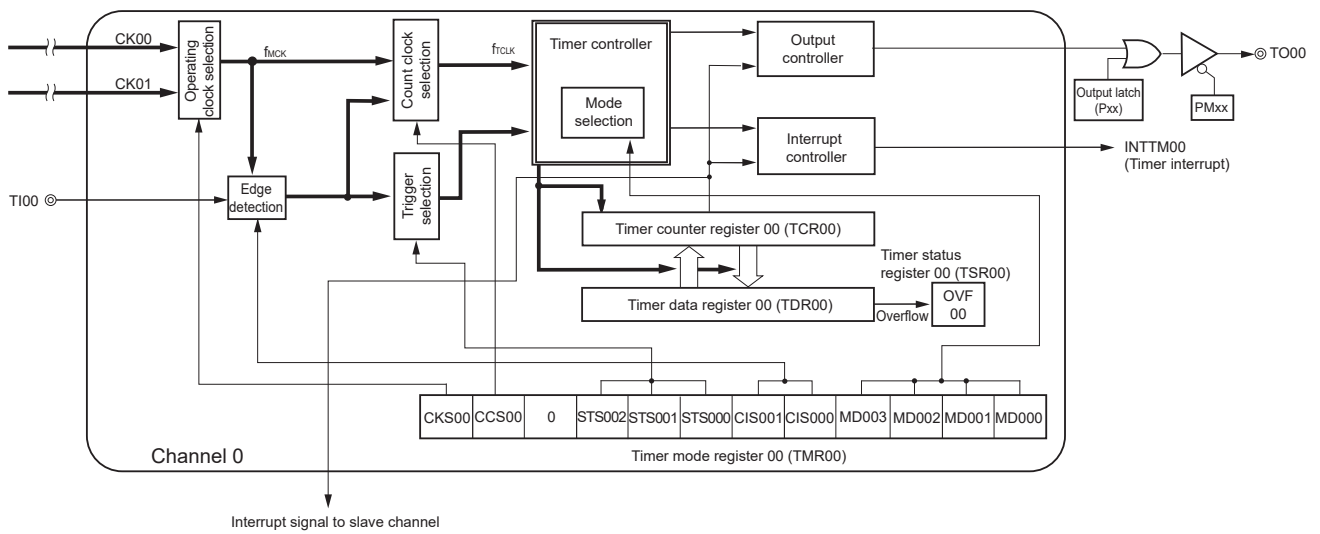 CK00
CK01
Operating
clock selection
fMCK
Count clock
selection
fTCLK
Timer controller
Mode
selection
Output
controller
Output latch
(Pxx)
PMxx
TO00
Interrupt
controller
INTTM00
(Timer interrupt)
TI00
Edge
detection
Trigger
selection
Timer counter register 00 (TCR00)
Timer status
register 00 (TSR00)
Timer data register 00 (TDR00)
Overflow
OVF
00
CKS00 CCS00 0 STS002 STS001 STS000 CIS001 CIS000 MD003 MD002 MD001 MD000
Channel 0
Timer mode register 00 (TMR00)
Interrupt signal to slave channel